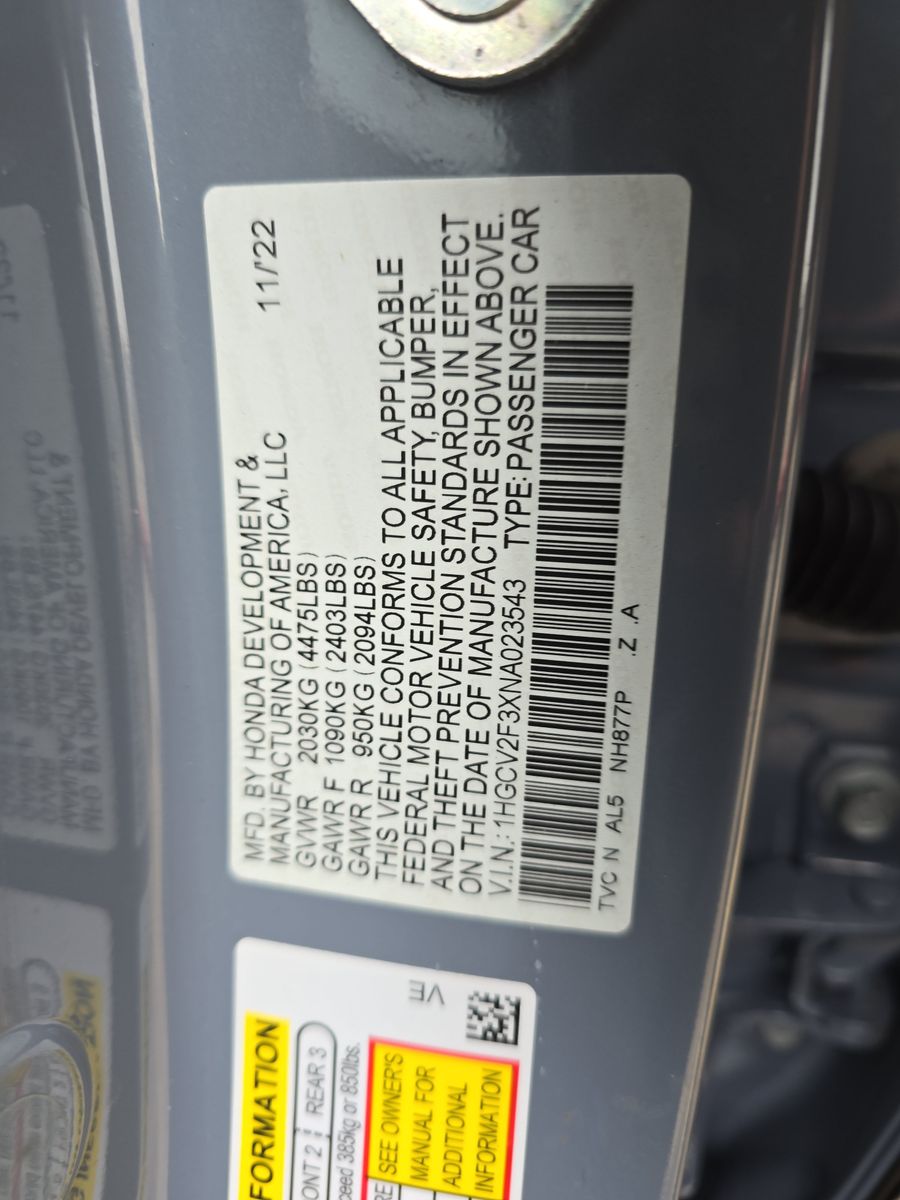 MFD. BY HONDA DEVELOPMENT &
MANUFACTURING OF AMERICA, LLC 11/'22
GVWR 2030KG (4475LBS)
GAWR F 1090KG (2403LBS)
GAWR R 950KG (2094LBS)
THIS VEHICLE CONFORMS TO ALL APPLICABLE
FEDERAL MOTOR VEHICLE SAFETY, BUMPER,
AND THEFT PREVENTION STANDARDS IN EFFECT
ON THE DATE OF MANUFACTURE SHOWN ABOVE.
V.I.N.: 1HGCV2F3XNA023543 TYPE: PASSENGER CAR
TVC N AL5 NH877P .Z .A
FORMATION
ONT 2 REAR 3
ceed 385kg or 850lbs.
RE SEE OWNER'S
MANUAL FOR
ADDITIONAL
INFORMATION